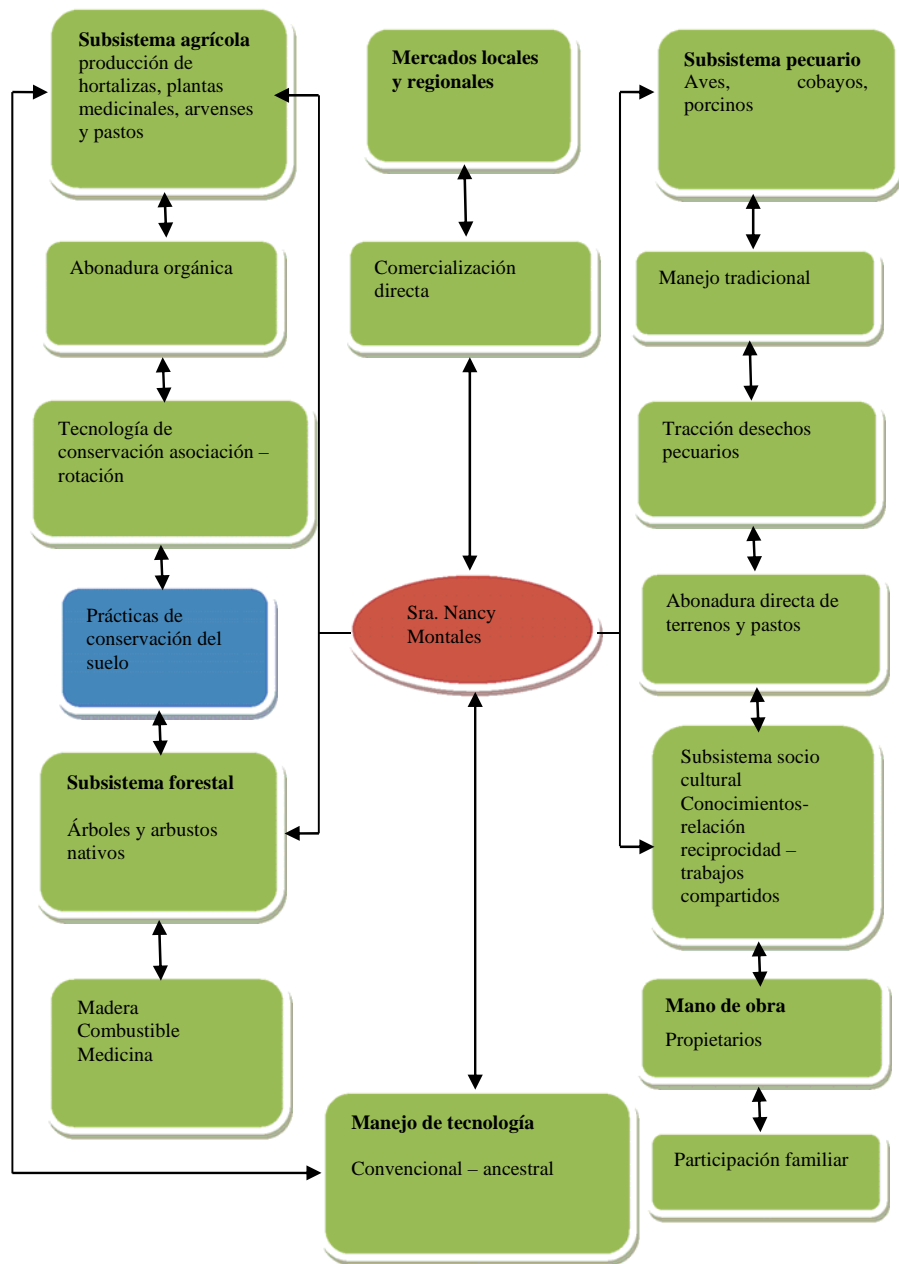 Subsistema agrícola
producción de
hortalizas, plantas
medicinales, arvenses
y pastos
Abonadura orgánica
Tecnología de
conservación asociación –
rotación
Prácticas de
conservación del
suelo
Subsistema forestal
Árboles y arbustos
nativos
Madera
Combustible
Medicina
Mercados locales
y regionales
Comercialización
directa
Sra. Nancy
Montales
Manejo de tecnología
Convencional – ancestral
Subsistema pecuario
Aves, cobayos,
porcinos
Manejo tradicional
Tracción desechos
pecuarios
Abonadura directa de
terrenos y pastos
Subsistema socio
cultural
Conocimientos-
relación
reciprocidad –
trabajos
compartidos
Mano de obra
Propietarios
Participación familiar